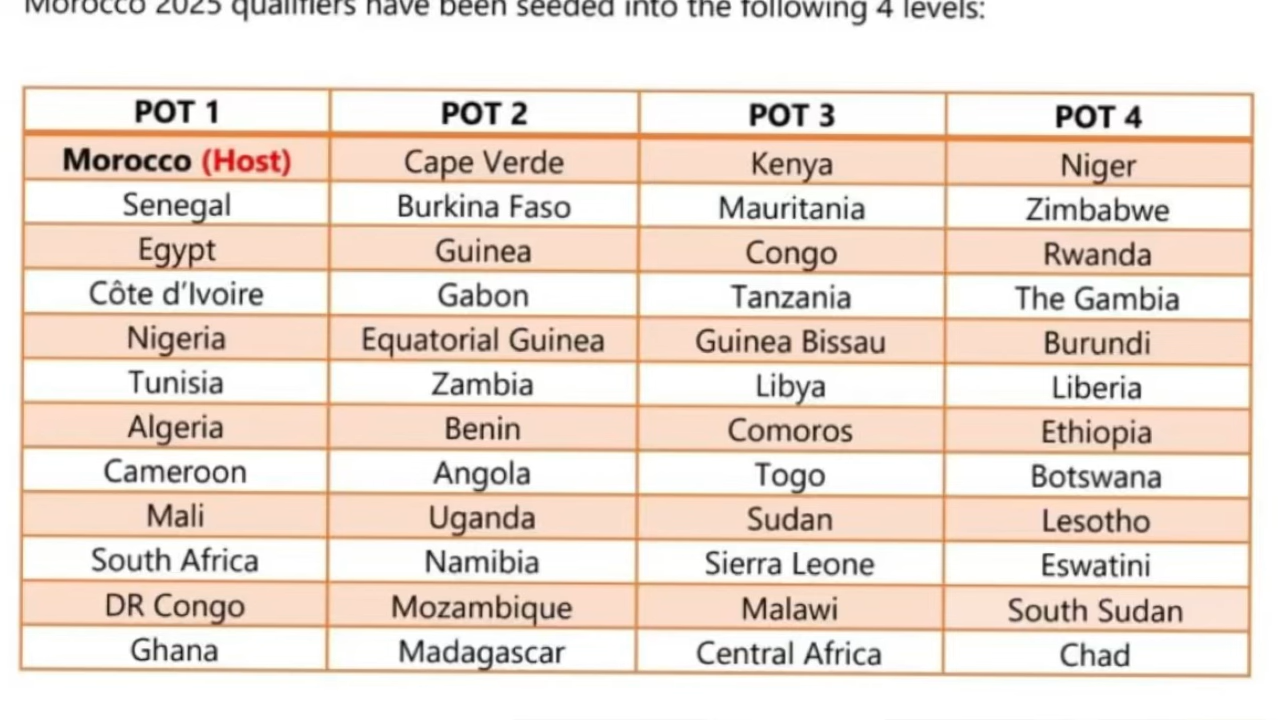 Morocco 2025 qualifiers have been seeded into the following 4 levels:
POT 1 POT 2 POT 3 POT 4
Morocco (Host) Cape Verde Kenya Niger
Senegal Burkina Faso Mauritania Zimbabwe
Egypt Guinea Congo Rwanda
Côte d'Ivoire Gabon Tanzania The Gambia
Nigeria Equatorial Guinea Guinea Bissau Burundi
Tunisia Zambia Libya Liberia
Algeria Benin Comoros Ethiopia
Cameroon Angola Togo Botswana
Mali Uganda Sudan Lesotho
South Africa Namibia Sierra Leone Eswatini
DR Congo Mozambique Malawi South Sudan
Ghana Madagascar Central Africa Chad